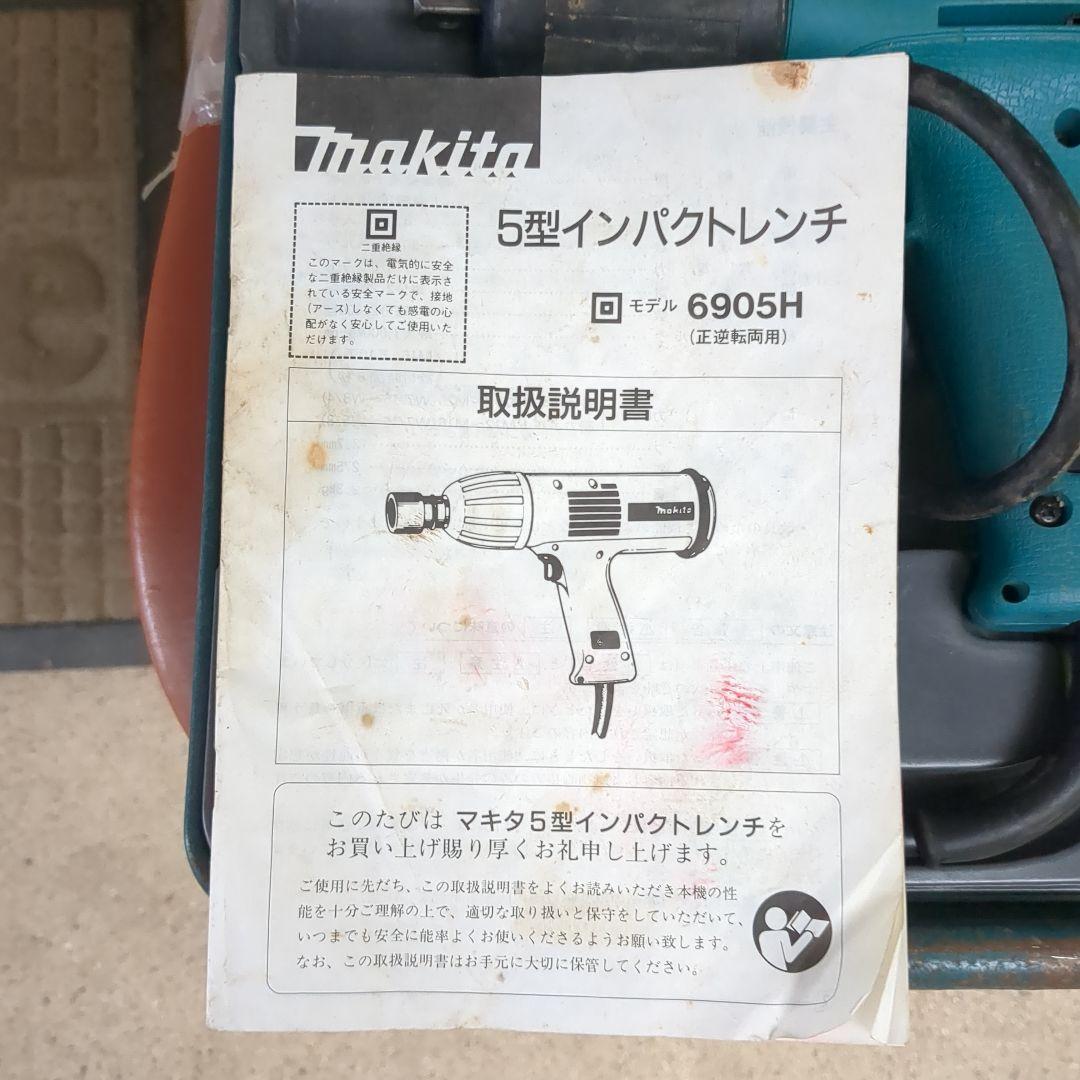 makita
5型インパクトレンチ
二重絶縁
このマークは、電気的に安全
な二重絶縁製品だけに表示さ
れている安全マークで、接地
(アース)しなくても感電の心
配がなく安心してご使用いた
だけます。
モデル 6905H
(正逆転両用)
取扱説明書
makita
このたびは マキタ5型インパクトレンチを
お買い上げ賜り厚くお礼申し上げます。
ご使用に先だち、この取扱説明書をよくお読みいただき本機の性
能を十分ご理解の上で、適切な取り扱いと保守をしていただいて、
いつまでも安全に能率よくお使いくださるようお願い致します。
なお、この取扱説明書はお手元に大切に保管してください。